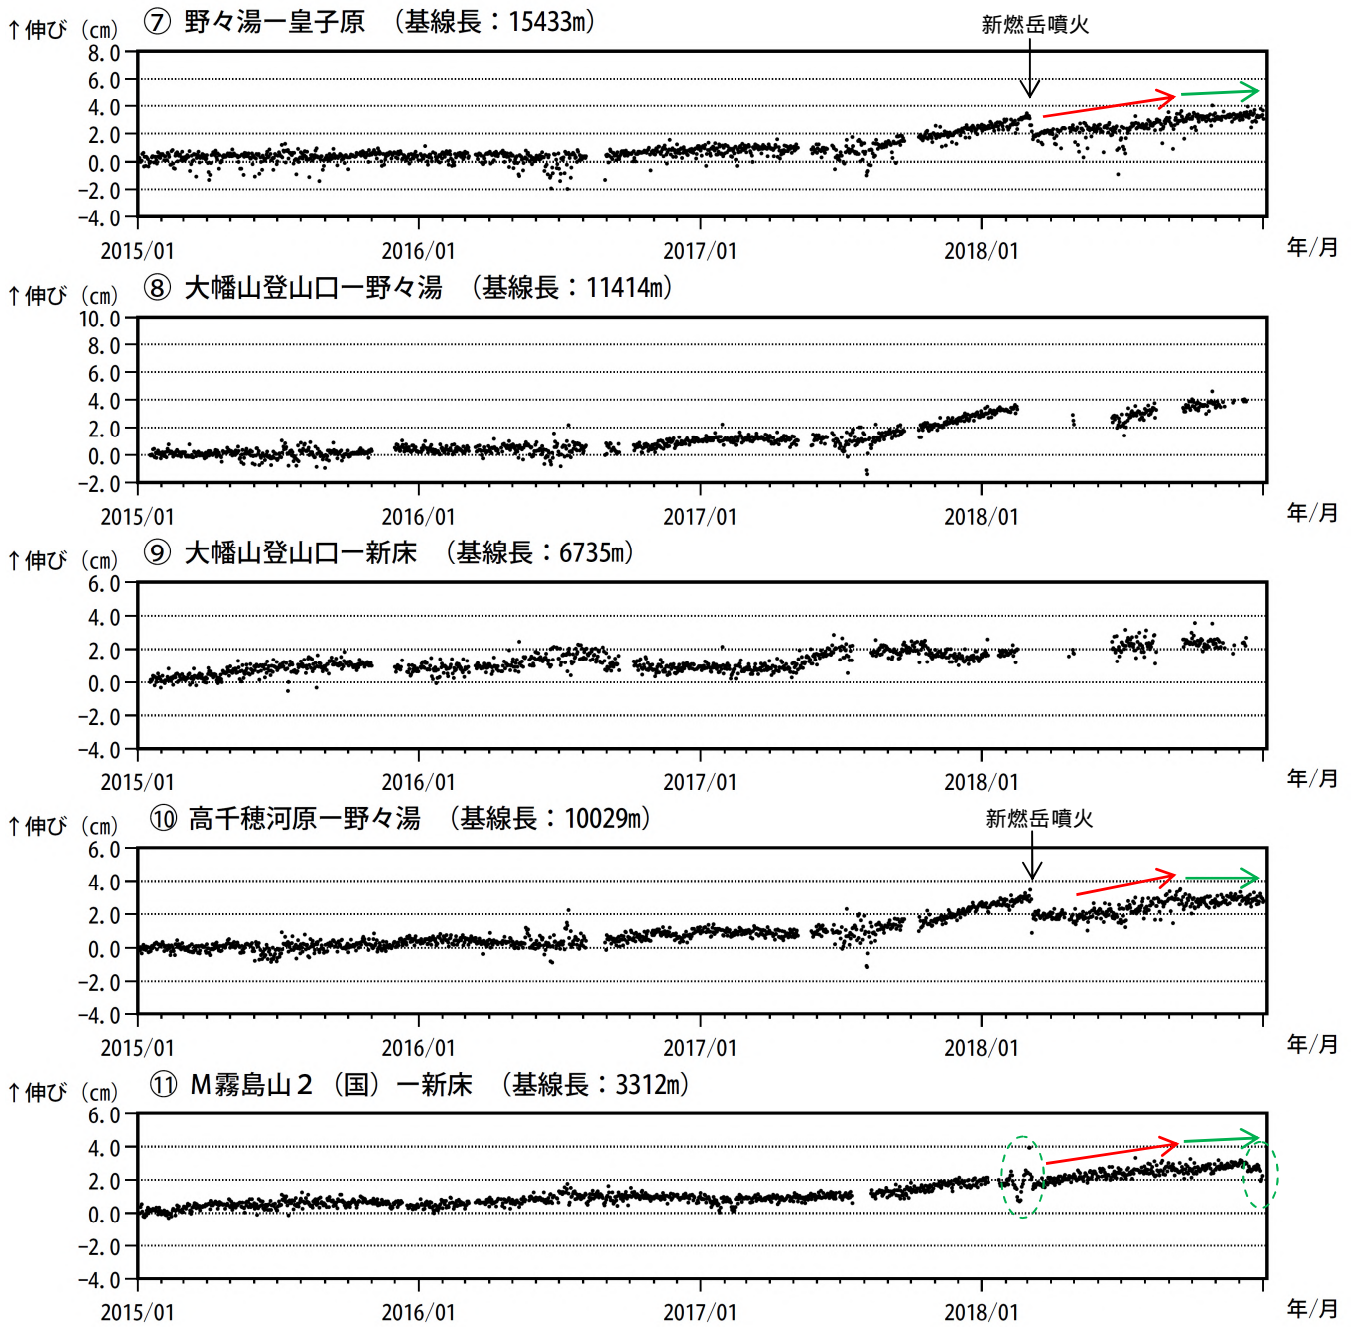 ↑伸び（㎝） ⑦ 野々湯ー皇子原 （基線長：15433m）
新燃岳噴火
8.0
6.0
4.0
2.0
0.0
−2.0
−4.0
2015/01 2016/01 2017/01 2018/01 年/月
↑伸び（㎝） ⑧ 大幡山登山口ー野々湯 （基線長：11414m）
10.0
8.0
6.0
4.0
2.0
0.0
−2.0
2015/01 2016/01 2017/01 2018/01 年/月
↑伸び（㎝） ⑨ 大幡山登山口ー新床 （基線長：6735m）
6.0
4.0
2.0
0.0
−2.0
−4.0
2015/01 2016/01 2017/01 2018/01 年/月
↑伸び（㎝） ⑩ 高千穂河原ー野々湯 （基線長：10029m）
新燃岳噴火
6.0
4.0
2.0
0.0
−2.0
−4.0
2015/01 2016/01 2017/01 2018/01 年/月
↑伸び（㎝） ⑪ Ｍ霧島山２（国）ー新床 （基線長：3312m）
6.0
4.0
2.0
0.0
−2.0
−4.0
2015/01 2016/01 2017/01 2018/01 年/月